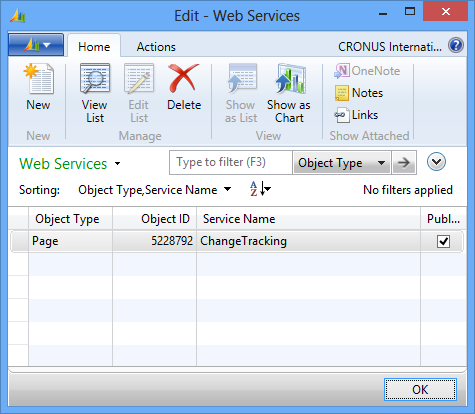 Edit - Web Services
Home Actions CRONUS Internati... ?
New View List Edit List Delete Show as List Show as Chart OneNote
Notes
Links
New Manage View Show Attached
Web Services Type to filter (F3) Object Type
Sorting: Object Type,Service Name A Z No filters applied
Object Type Object ID Service Name Publ...
Page 5228792 ChangeTracking
OK